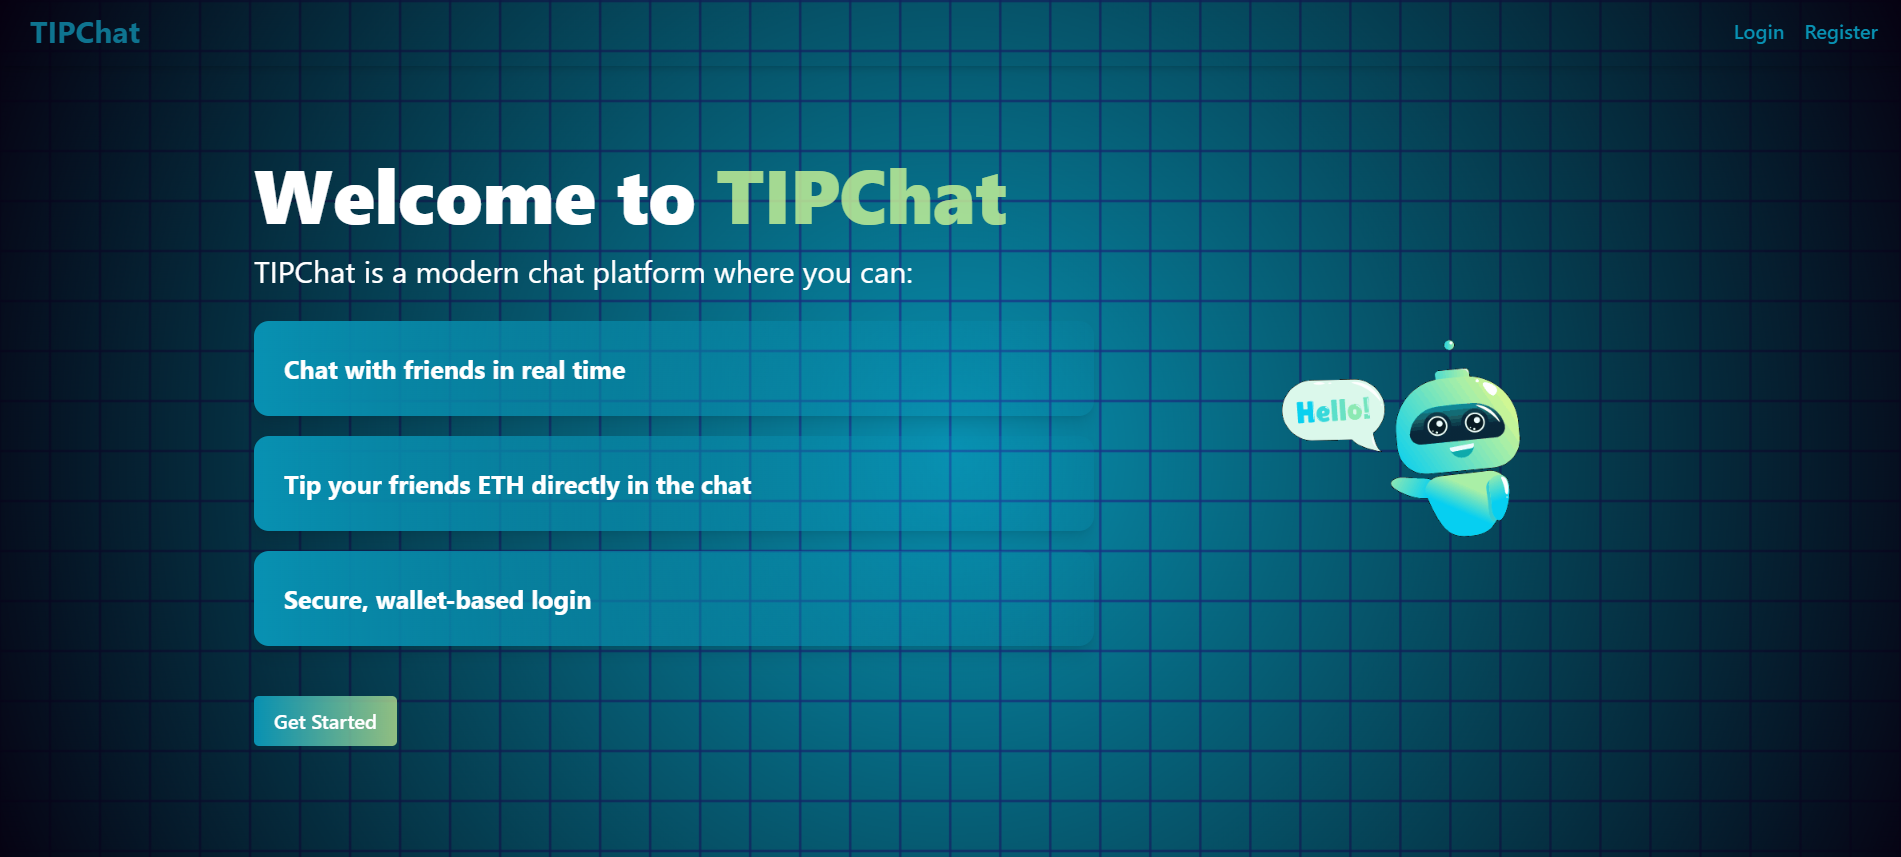 TIPChat
Login Register
Welcome to TIPChat
TIPChat is a modern chat platform where you can:
Chat with friends in real time
Hello!
Tip your friends ETH directly in the chat
Secure, wallet-based login
Get Started